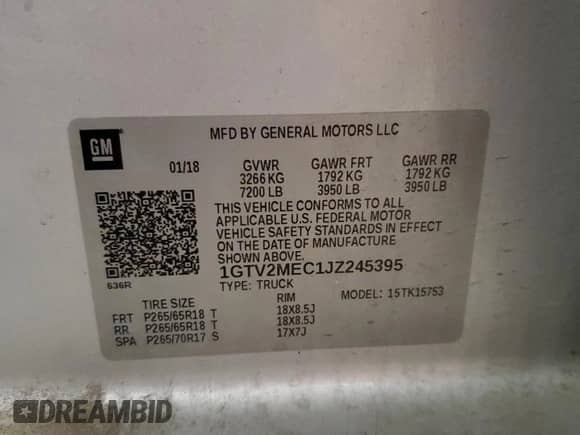 GM
MFD BY GENERAL MOTORS LLC
01/18
GVWR GAWR FRT GAWR RR
3266 KG 1792 KG 1792 KG
7200 LB 3950 LB 3950 LB
THIS VEHICLE CONFORMS TO ALL
APPLICABLE U.S. FEDERAL MOTOR
VEHICLE SAFETY STANDARDS IN EFFECT
ON THE DATE OF MANUFACTURE
SHOWN ABOVE.
636R
1GTV2MEC1JZ245395
TYPE: TRUCK MODEL: 15TK15753
TIRE SIZE RIM
FRT P265/65R18 T 18X8.5J
RR P265/65R18 T 18X8.5J
SPA P265/70R17 S 17X7J
DREAMBID